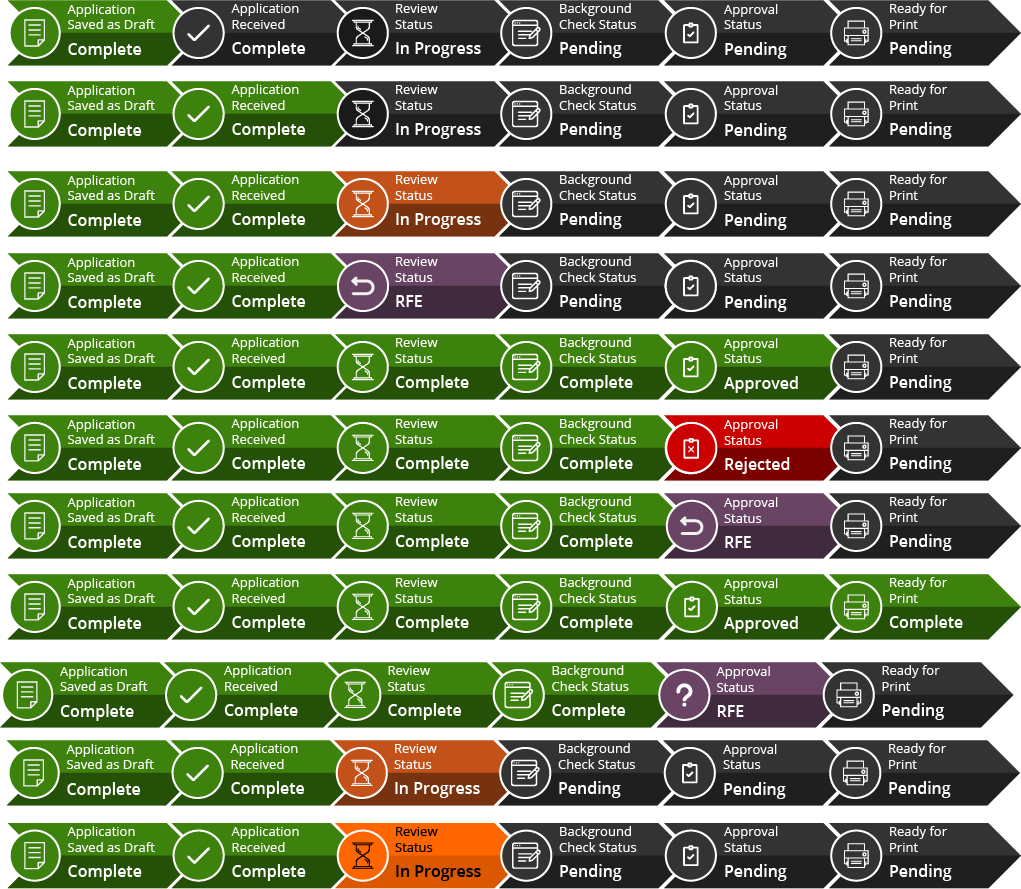 Application
Saved as Draft
Complete
Application
Received
Complete
Review
Status
In Progress
Background
Check Status
Pending
Approval
Status
Pending
Ready for
Print
Pending
Application
Saved as Draft
Complete
Application
Received
Complete
Review
Status
In Progress
Background
Check Status
Pending
Approval
Status
Pending
Ready for
Print
Pending
Application
Saved as Draft
Complete
Application
Received
Complete
Review
Status
In Progress
Background
Check Status
Pending
Approval
Status
Pending
Ready for
Print
Pending
Application
Saved as Draft
Complete
Application
Received
Complete
Review
Status
RFE
Background
Check Status
Pending
Approval
Status
Pending
Ready for
Print
Pending
Application
Saved as Draft
Complete
Application
Received
Complete
Review
Status
Complete
Background
Check Status
Complete
Approval
Status
Approved
Ready for
Print
Pending
Application
Saved as Draft
Complete
Application
Received
Complete
Review
Status
Complete
Background
Check Status
Complete
Approval
Status
Rejected
Ready for
Print
Pending
Application
Saved as Draft
Complete
Application
Received
Complete
Review
Status
Complete
Background
Check Status
Complete
Approval
Status
RFE
Ready for
Print
Pending
Application
Saved as Draft
Complete
Application
Received
Complete
Review
Status
Complete
Background
Check Status
Complete
Approval
Status
Approved
Ready for
Print
Complete
Application
Saved as Draft
Complete
Application
Received
Complete
Review
Status
Complete
Background
Check Status
Complete
?
Approval
Status
RFE
Ready for
Print
Pending
Application
Saved as Draft
Complete
Application
Received
Complete
Review
Status
In Progress
Background
Check Status
Pending
Approval
Status
Pending
Ready for
Print
Pending
Application
Saved as Draft
Complete
Application
Received
Complete
Review
Status
In Progress
Background
Check Status
Pending
Approval
Status
Pending
Ready for
Print
Pending